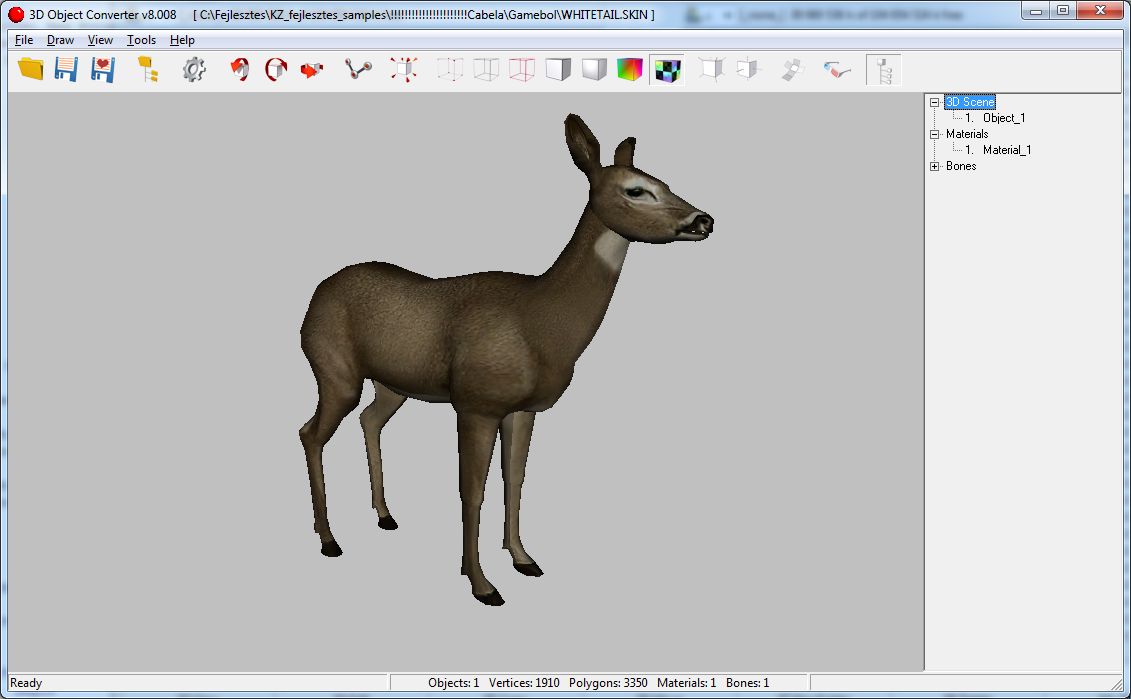 3D Object Converter v8.008 [ C:\Fejlesztes\KZ_fejlesztes_samples\!!!!!!!!!!!!!!!!!!!!!!Cabela\Gamebol\WHITETAIL.SKIN ]
File Draw View Tools Help
3D Scene
1. Object_1
Materials
1. Material_1
Bones
Ready Objects: 1 Vertices: 1910 Polygons: 3350 Materials: 1 Bones: 1